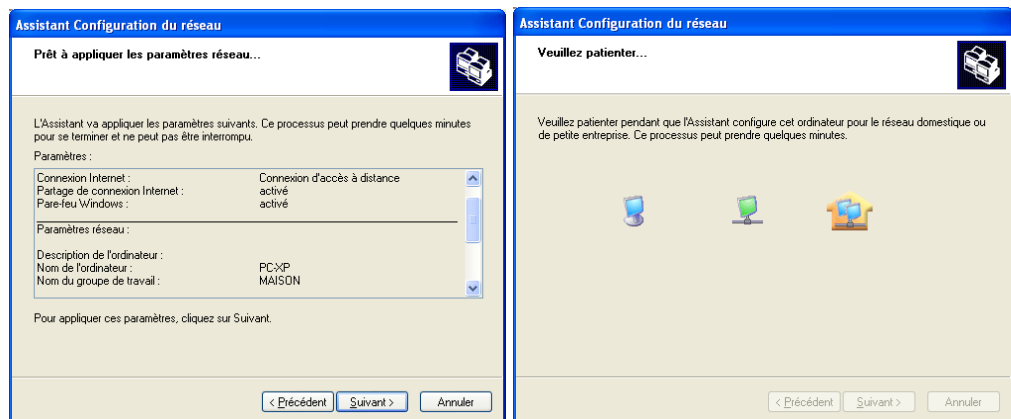 Assistant Configuration du réseau
Prêt à appliquer les paramètres réseau...
L'Assistant va appliquer les paramètres suivants. Ce processus peut prendre quelques minutes
pour se terminer et ne peut pas être interrompu.
Paramètres :
Connexion Internet : Connexion d'accès à distance
Partage de connexion Internet : activé
Pare-feu Windows : activé
Paramètres réseau :
Description de l'ordinateur :
Nom de l'ordinateur : PC-XP
Nom du groupe de travail : MAISON
Pour appliquer ces paramètres, cliquez sur Suivant.
< Précédent Suivant > Annuler
Assistant Configuration du réseau
Veuillez patienter...
Veuillez patienter pendant que l'Assistant configure cet ordinateur pour le réseau domestique ou
de petite entreprise. Ce processus peut prendre quelques minutes.
< Précédent Suivant > Annuler